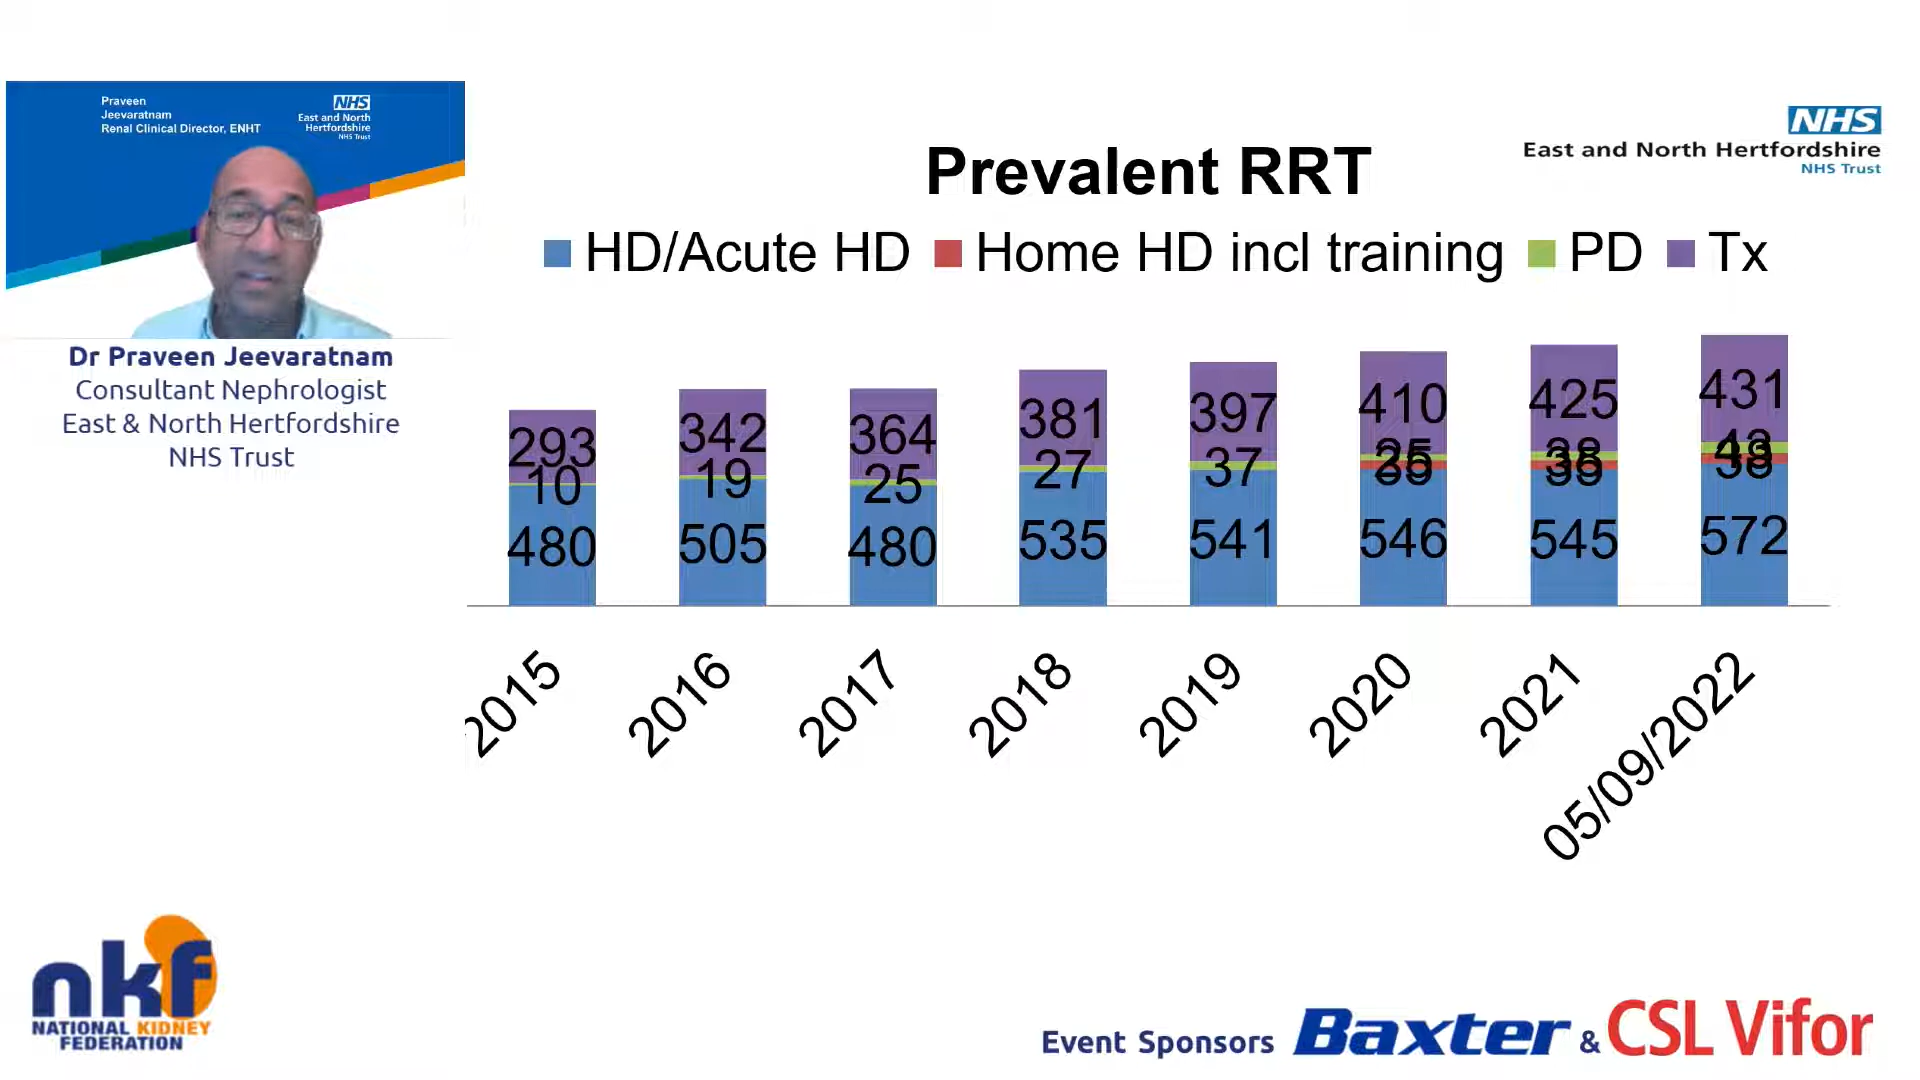 Praveen
Jeevaratnam
Renal Clinical Director, ENHT
NHS
East and North
Hertfordshire
NHS Trust
Dr Praveen Jeevaratnam
Consultant Nephrologist
East & North Hertfordshire
NHS Trust
NHS
East and North Hertfordshire
NHS Trust
Prevalent RRT
HD/Acute HD Home HD incl training PD Tx
293 342 364 381 397 410 425 431
10 19 25 27 37
480 505 480 535 541 546 545 572
2015 2016 2017 2018 2019 2020 2021 05/09/2022
nkf
NATIONAL KIDNEY
FEDERATION
Event Sponsors Baxter & CSL Vifor